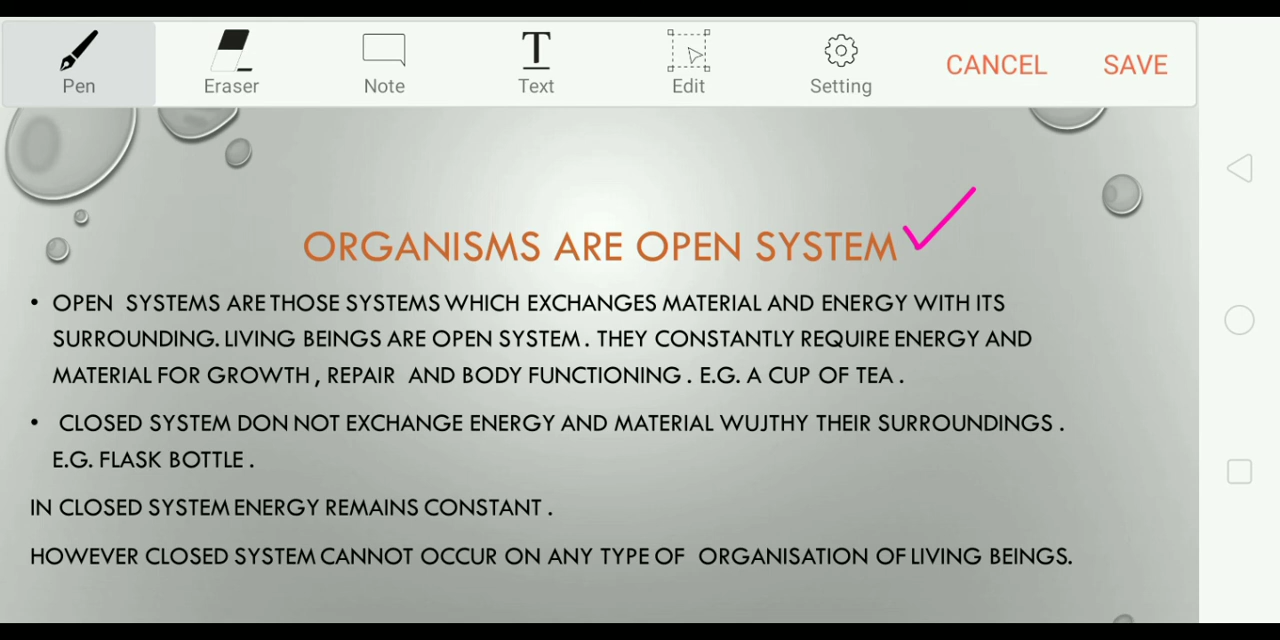 Pen Eraser Note Text Edit Setting CANCEL SAVE
ORGANISMS ARE OPEN SYSTEM
• OPEN SYSTEMS ARE THOSE SYSTEMS WHICH EXCHANGES MATERIAL AND ENERGY WITH ITS
SURROUNDING. LIVING BEINGS ARE OPEN SYSTEM . THEY CONSTANTLY REQUIRE ENERGY AND
MATERIAL FOR GROWTH , REPAIR AND BODY FUNCTIONING . E.G. A CUP OF TEA .
• CLOSED SYSTEM DON NOT EXCHANGE ENERGY AND MATERIAL WUJTHY THEIR SURROUNDINGS .
E.G. FLASK BOTTLE .
IN CLOSED SYSTEM ENERGY REMAINS CONSTANT .
HOWEVER CLOSED SYSTEM CANNOT OCCUR ON ANY TYPE OF ORGANISATION OF LIVING BEINGS.